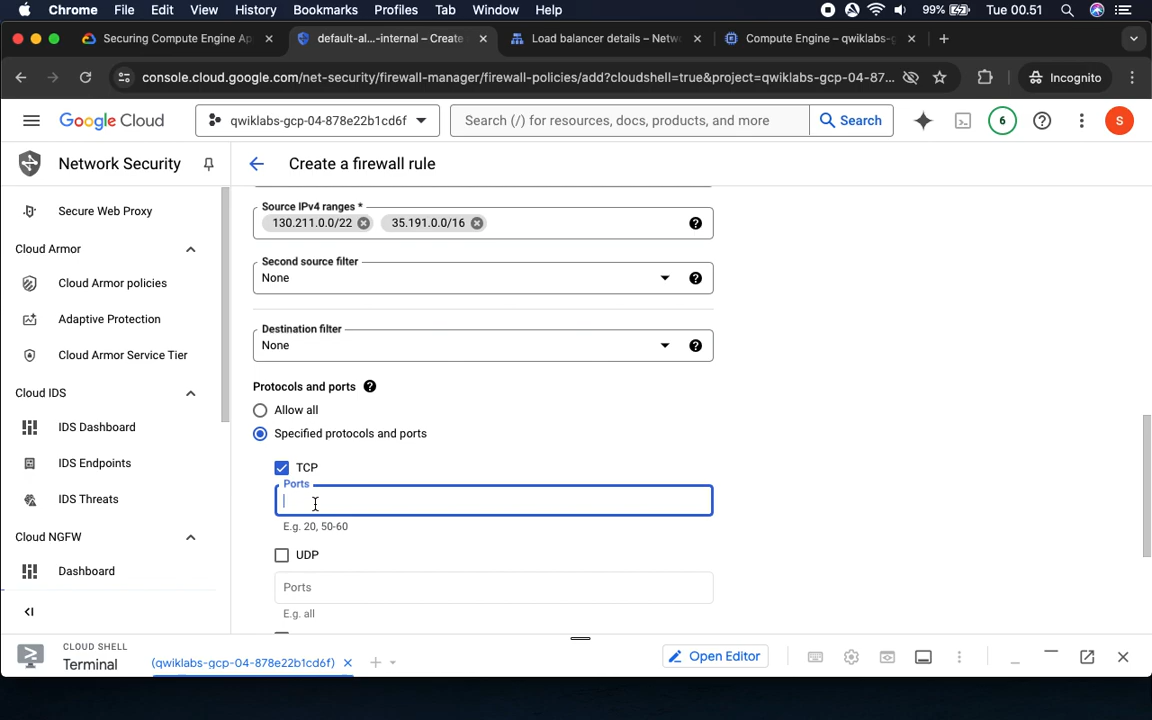 Chrome File Edit View History Bookmarks Profiles Tab Window Help 99% Tue 00.51
Securing Compute Engine Ap default-al...-internal – Create Load balancer details – Netw Compute Engine – qwiklabs-
console.cloud.google.com/net-security/firewall-manager/firewall-policies/add?cloudshell=true&project=qwiklabs-gcp-04-87... Incognito
Google Cloud qwiklabs-gcp-04-878e22b1cd6f Search (/) for resources, docs, products, and more Search 6 S
Network Security
Create a firewall rule
Secure Web Proxy
Cloud Armor
Cloud Armor policies
Adaptive Protection
Cloud Armor Service Tier
Cloud IDS
IDS Dashboard
IDS Endpoints
IDS Threats
Cloud NGFW
Dashboard
Source IPv4 ranges *
130.211.0.0/22 35.191.0.0/16
Second source filter
None
Destination filter
None
Protocols and ports
Allow all
Specified protocols and ports
TCP
Ports
E.g. 20, 50-60
UDP
Ports
E.g. all
CLOUD SHELL
Terminal (qwiklabs-gcp-04-878e22b1cd6f) Open Editor